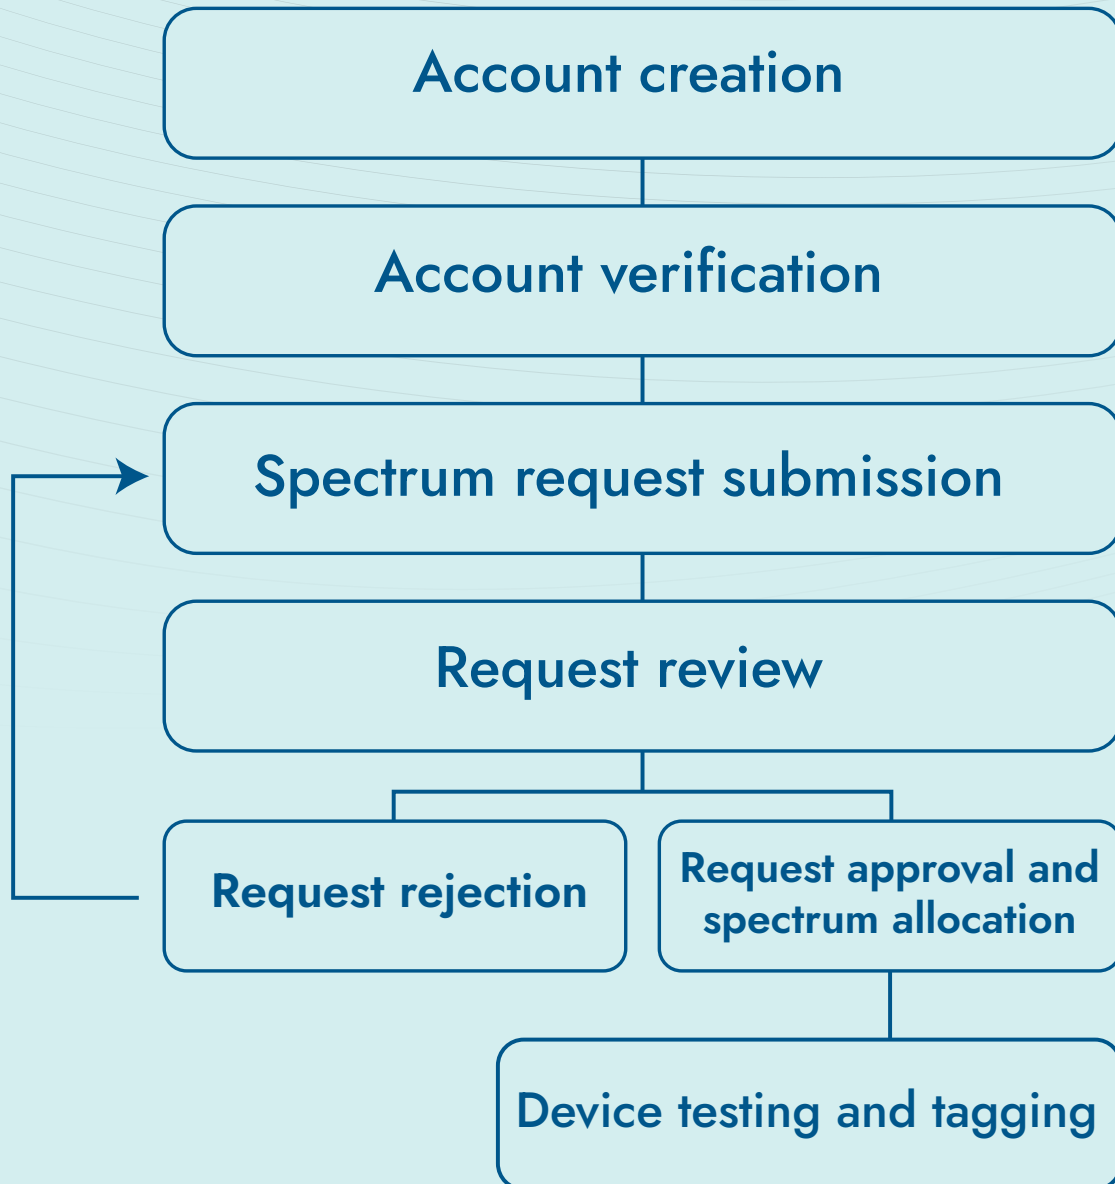 Account creation
Account verification
Spectrum request submission
Request review
Request rejection
Request approval and
spectrum allocation
Device testing and tagging